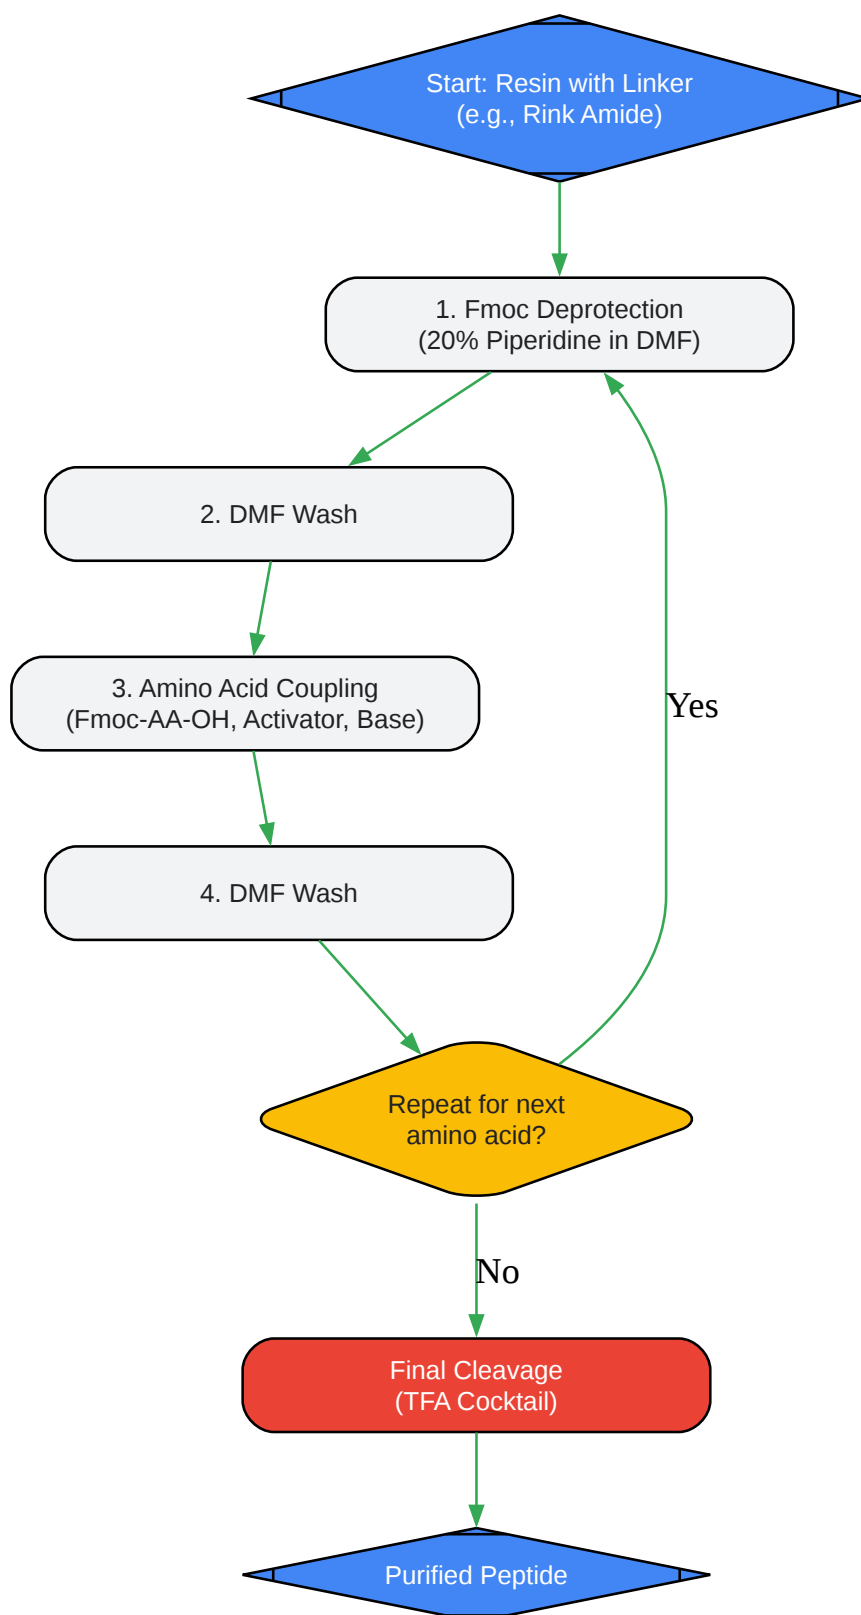 Start: Resin with Linker
(e.g., Rink Amide)
1. Fmoc Deprotection
(20% Piperidine in DMF)
2. DMF Wash
3. Amino Acid Coupling
(Fmoc-AA-OH, Activator, Base)
Yes
4. DMF Wash
Repeat for next
amino acid?
No
Final Cleavage
(TFA Cocktail)
Purified Peptide